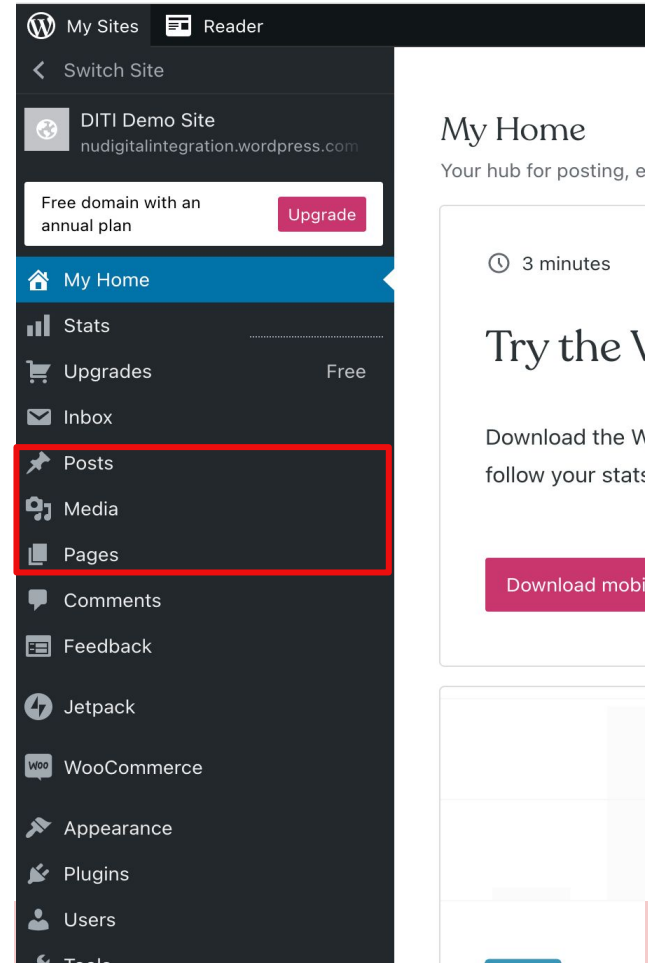 My Sites
Reader
Switch Site
DITI Demo Site
nudigitalintegration.wordpress.com
Free domain with an
annual plan
Upgrade
My Home
Stats
Upgrades
Free
Inbox
Posts
Media
Pages
Comments
Feedback
Jetpack
Woo
WooCommerce
Appearance
Plugins
Users
Tools
My Home
Your hub for posting, e
3 minutes
Try the
Download the W
follow your stats
Download mobi